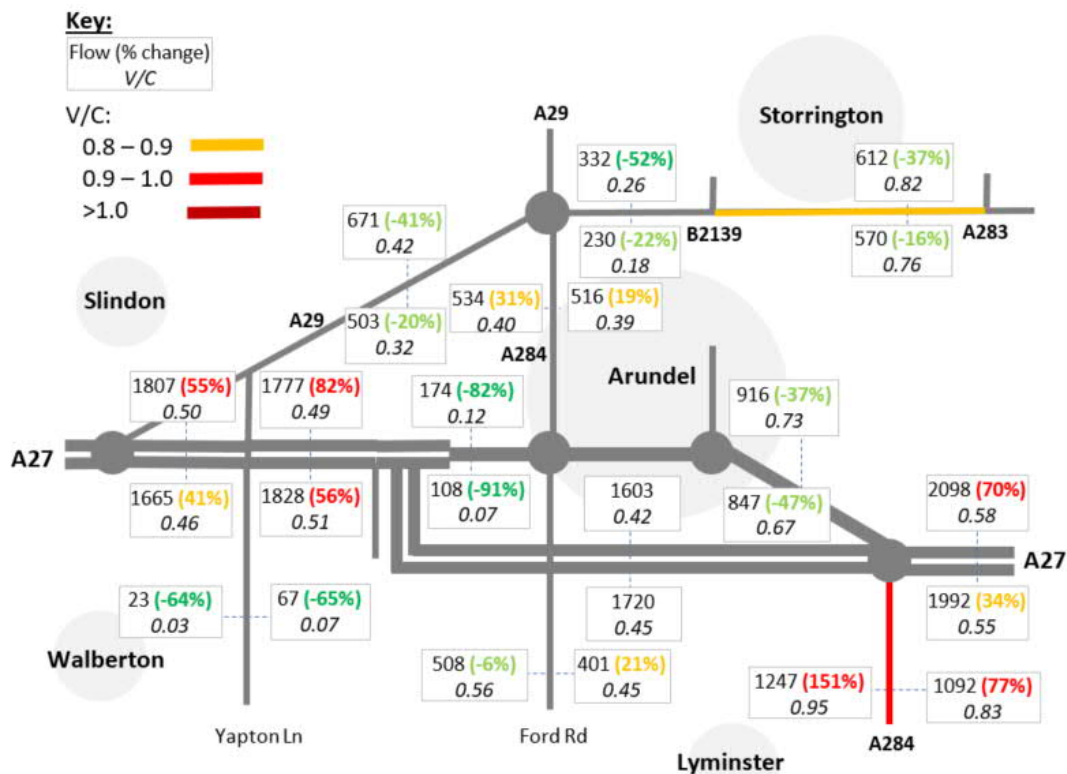 Key:
Flow (% change)
V/C
V/C:
0.8 – 0.9
0.9 – 1.0
>1.0
Storrington
A29
332 (-52%)
0.26
612 (-37%)
0.82
671 (-41%)
0.42
B2139
A283
230 (-22%)
0.18
570 (-16%)
0.76
Slindon
534 (31%)
0.40
516 (19%)
0.39
A29
503 (-20%)
0.32
A284
Arundel
1807 (55%)
0.50
1777 (82%)
0.49
174 (-82%)
0.12
916 (-37%)
0.73
A27
1665 (41%)
0.46
1828 (56%)
0.51
108 (-91%)
0.07
1603
0.42
847 (-47%)
0.67
2098 (70%)
0.58
A27
23 (-64%)
0.03
67 (-65%)
0.07
1720
0.45
1992 (34%)
0.55
Walberton
508 (-6%)
0.56
401 (21%)
0.45
1247 (151%)
0.95
1092 (77%)
0.83
Yapton Ln
Ford Rd
A284
Lyminster